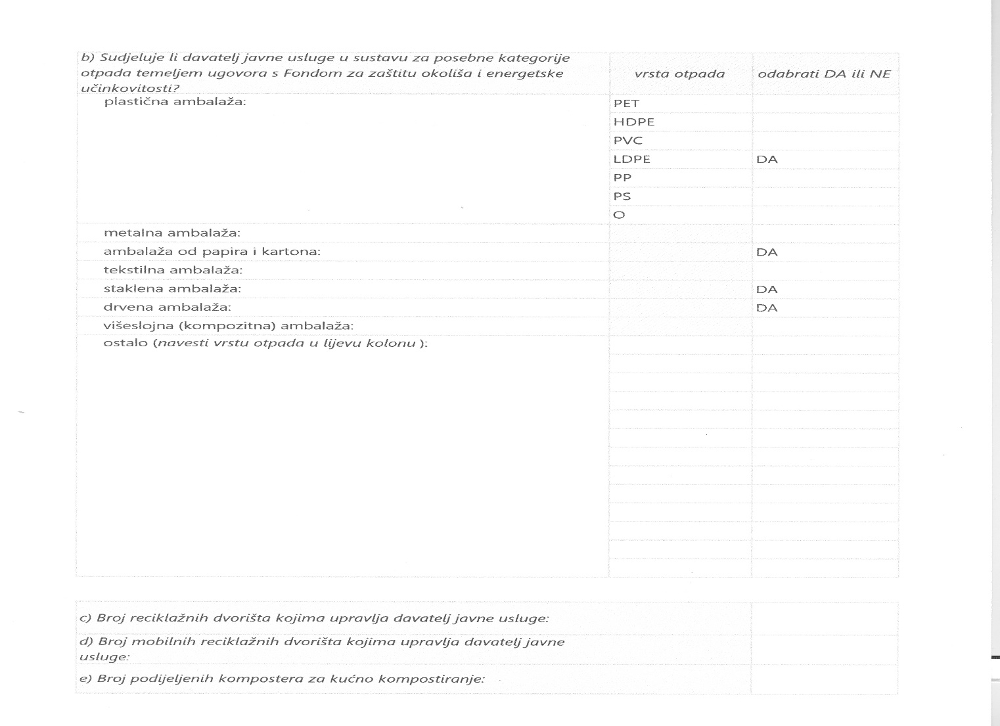 b) Sudjeluje li davatelj javne usluge u sustavu za posebne kategorije
otpada temeljem ugovora s Fondom za zaštitu okoliša i energetske
učinkovitosti?
vrsta otpada
odabrati DA ili NE
plastična ambalaža:
PET
HDPE
PVC
LDPE DA
PP
PS
O
metalna ambalaža:
ambalaža od papira i kartona: DA
tekstilna ambalaža:
staklena ambalaža: DA
drvena ambalaža: DA
višeslojna (kompozitna) ambalaža:
ostalo (navesti vrstu otpada u lijevu kolonu ):
c) Broj reciklažnih dvorišta kojima upravlja davatelj javne usluge:
d) Broj mobilnih reciklažnih dvorišta kojima upravlja davatelj javne
usluge:
e) Broj podijeljenih kompostera za kućno kompostiranje: